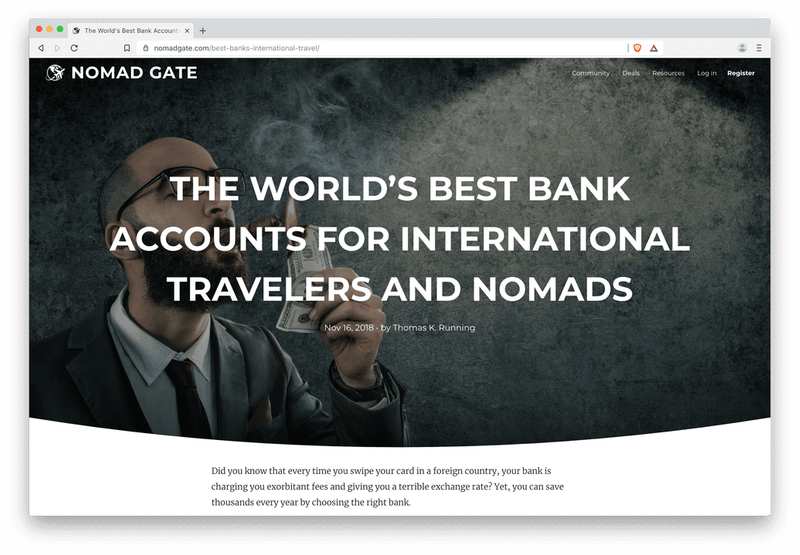 The World's Best Bank Accounts
nomadgate.com/best-banks-international-travel/
NOMAD GATE
Community
Deals
Resources
Log in
Register
THE WORLD'S BEST BANK
ACCOUNTS FOR INTERNATIONAL
TRAVELERS AND NOMADS
Nov 16, 2018 · by Thomas K. Running
Did you know that every time you swipe your card in a foreign country, your bank is
charging you exorbitant fees and giving you a terrible exchange rate? Yet, you can save
thousands every year by choosing the right bank.